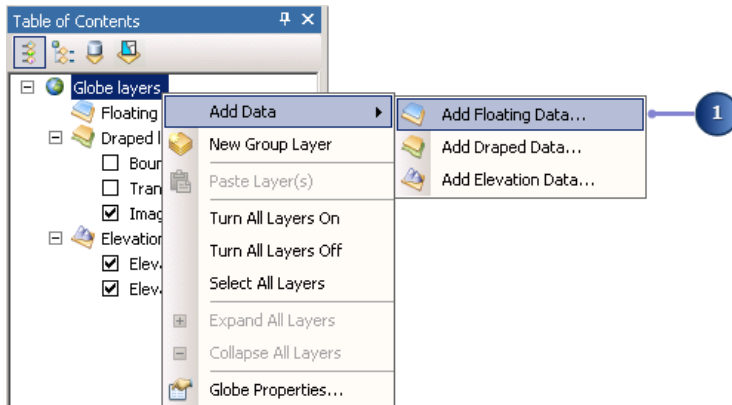 Table of Contents
Globe layers
Floating
Draped l
Boun
Tran
Imag
Elevation
Elev
Elev
Add Data
New Group Layer
Paste Layer(s)
Turn All Layers On
Turn All Layers Off
Select All Layers
Expand All Layers
Collapse All Layers
Globe Properties...
Add Floating Data...
Add Draped Data...
Add Elevation Data...
1